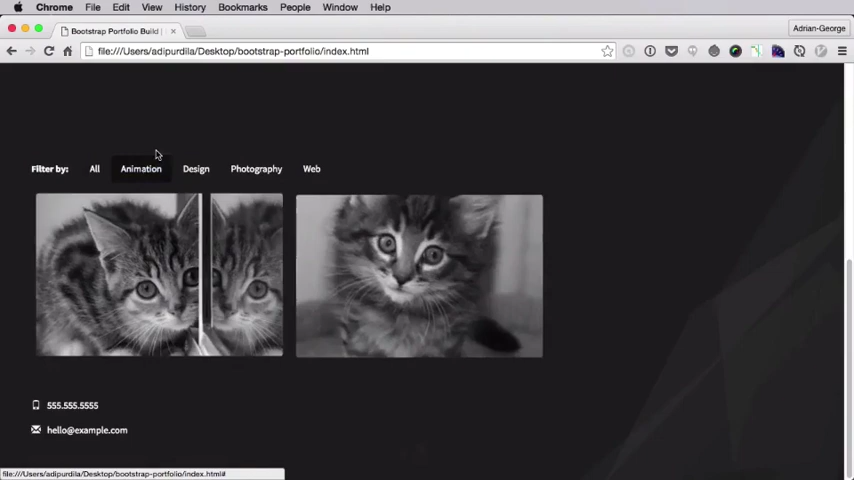 Chrome File Edit View History Bookmarks People Window Help
Bootstrap Portfolio Build |
Adrian-George
file:///Users/adipurdila/Desktop/bootstrap-portfolio/index.html
Filter by: All Animation Design Photography Web
555.555.5555
hello@example.com
file:///Users/adipurdila/Desktop/bootstrap-portfolio/index.html#